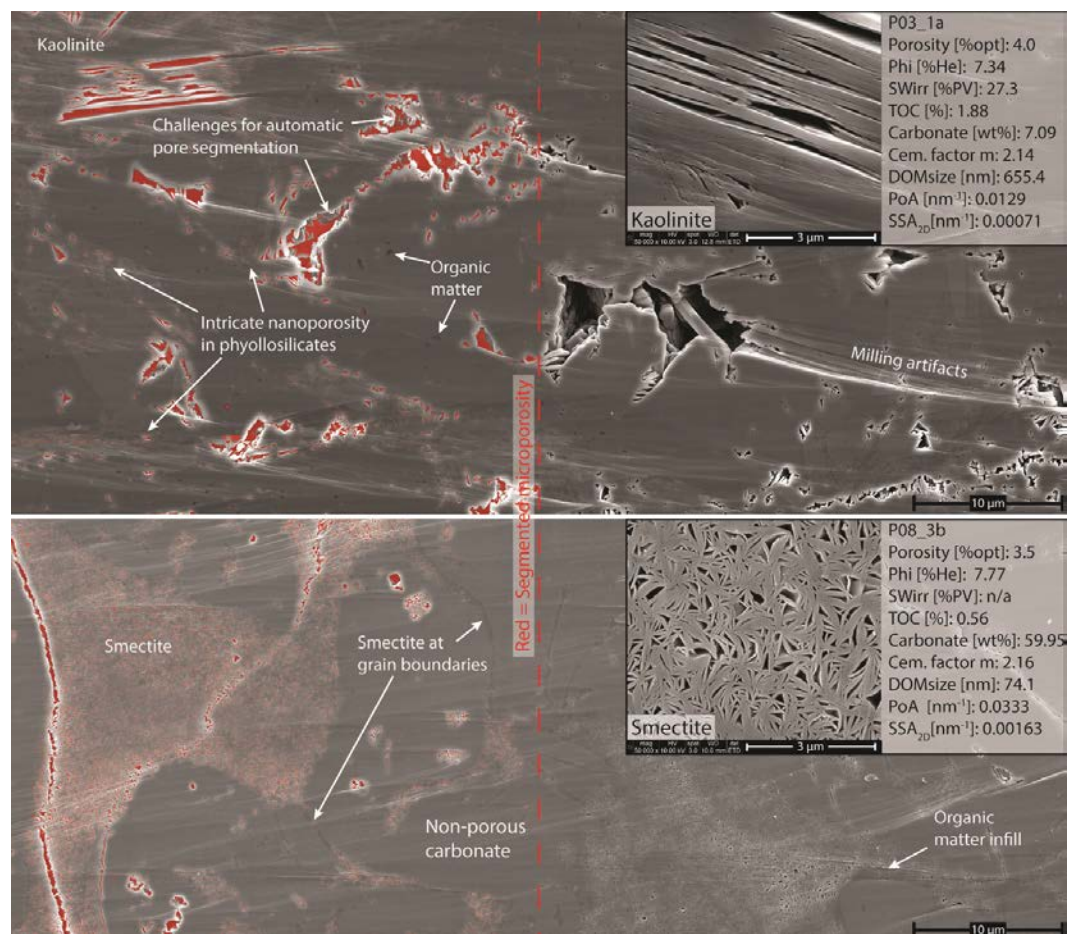 Kaolinite
Challenges for automatic
pore segmentation
Organic
matter
Intricate nanoporosity
in phyollosilicates
Red = Segmented microporosity
Milling artifacts
10 µm
Kaolinite
3 µm
P03_1a
Porosity [%opt]: 4.0
Phi [%He]: 7.34
SWirr [%PV]: 27.3
TOC [%]: 1.88
Carbonate [wt%]: 7.09
Cem. factor m: 2.14
DOMsize [nm]: 655.4
PoA [nm⁻¹]: 0.0129
SSA₂D[nm⁻¹]: 0.00071
Smectite
Smectite at
grain boundaries
Non-porous
carbonate
Smectite
3 µm
P08_3b
Porosity [%opt]: 3.5
Phi [%He]: 7.77
SWirr [%PV]: n/a
TOC [%]: 0.56
Carbonate [wt%]: 59.95
Cem. factor m: 2.16
DOMsize [nm]: 74.1
PoA [nm⁻¹]: 0.0333
SSA₂D[nm⁻¹]: 0.00163
Organic
matter infill
10 µm